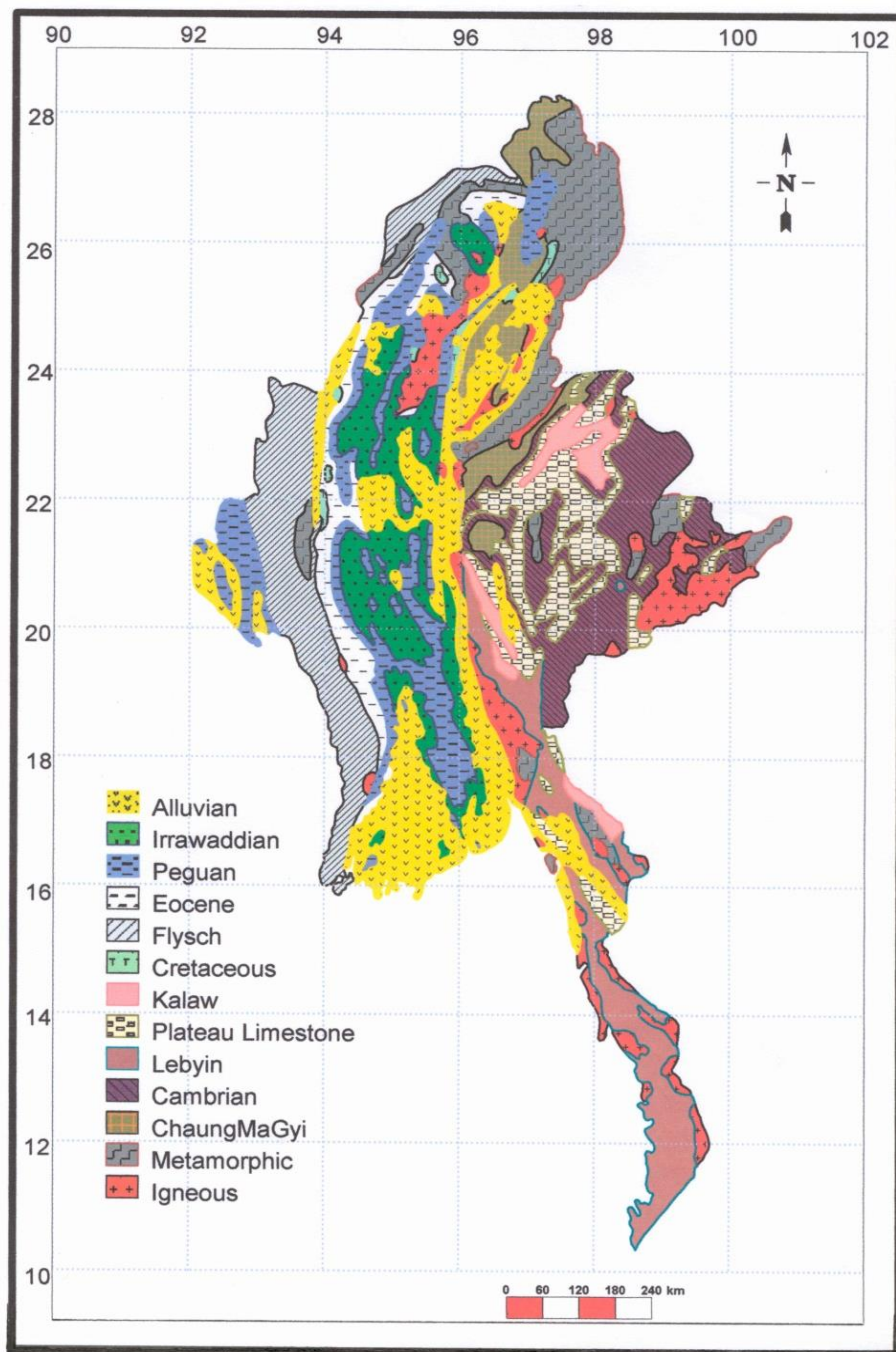 90 92 94 96 98 100 102
28
N
26
24
22
20
18
Alluvian
Irrawaddian
Peguan
16
Eocene
Flysch
Cretaceous
Kalaw
14
Plateau Limestone
Lebyin
Cambrian
12
ChaungMaGyi
Metamorphic
Igneous
10
0 60 120 180 240 km